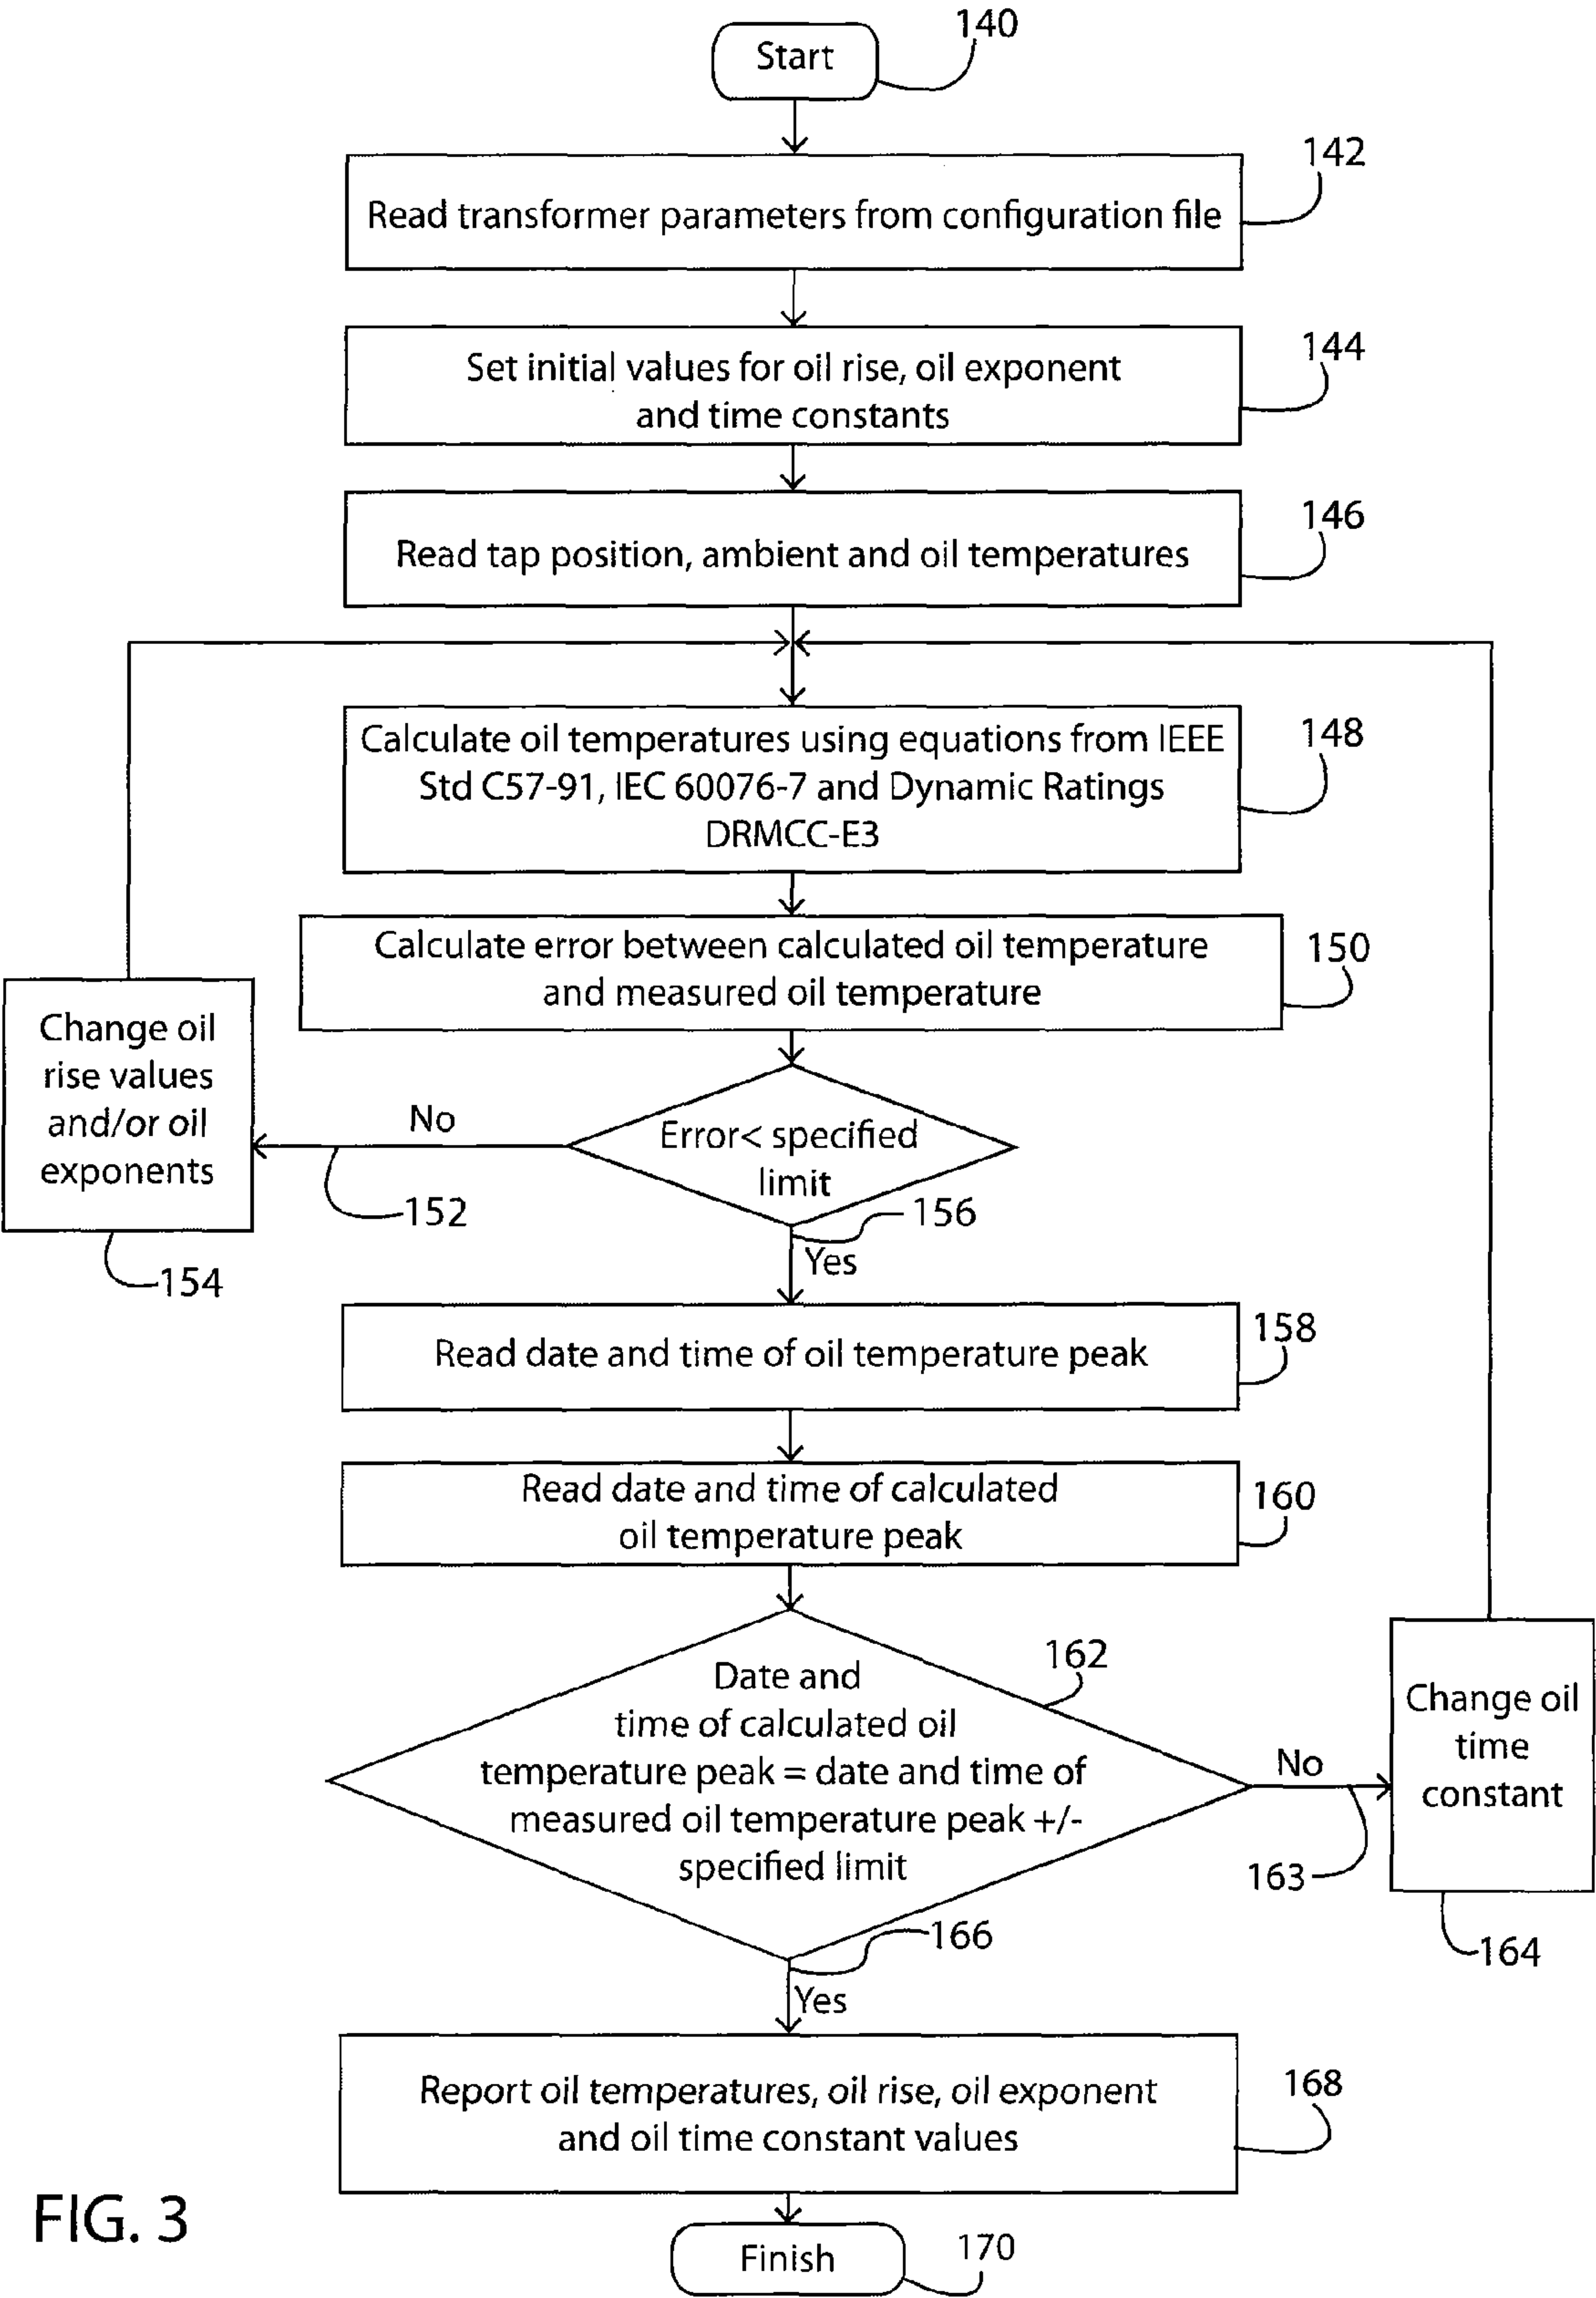 Start
140
142
Read transformer parameters from configuration file
144
Set initial values for oil rise, oil exponent
and time constants
146
Read tap position, ambient and oil temperatures
148
Calculate oil temperatures using equations from IEEE
Std C57-91, IEC 60076-7 and Dynamic Ratings
DRMCC-E3
150
Calculate error between calculated oil temperature
and measured oil temperature
Change oil
rise values
and/or oil
exponents
No
Error< specified
limit
152
156
154
Yes
158
Read date and time of oil temperature peak
160
Read date and time of calculated
oil temperature peak
162
Date and
time of calculated oil
temperature peak = date and time of
measured oil temperature peak +/-
specified limit
No
Change oil
time
constant
163
166
164
Yes
168
Report oil temperatures, oil rise, oil exponent
and oil time constant values
FIG. 3
Finish
170